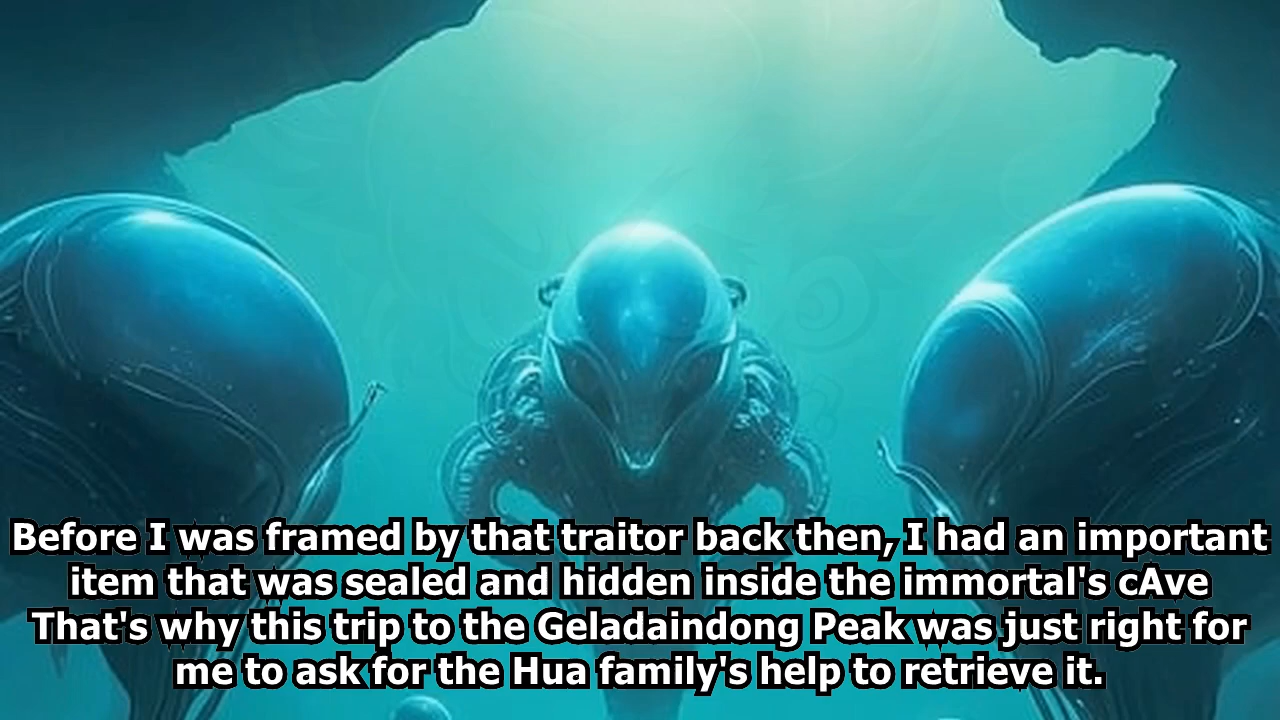 Before I was framed by that traitor back then, I had an important
item that was sealed and hidden inside the immortal's cAve
That's why this trip to the Geladaindong Peak was just right for
me to ask for the Hua family's help to retrieve it.